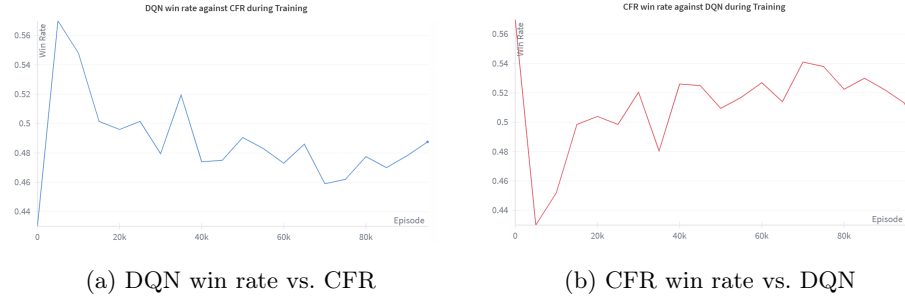 DQN win rate against CFR during Training
Win Rate
0.56
0.54
0.52
0.5
0.48
0.46
0.44
0
20k
40k
60k
80k
Episode
(a) DQN win rate vs. CFR
CFR win rate against DQN during Training
Win Rate
0.56
0.54
0.52
0.5
0.48
0.46
0.44
0
20k
40k
60k
80k
Episode
(b) CFR win rate vs. DQN